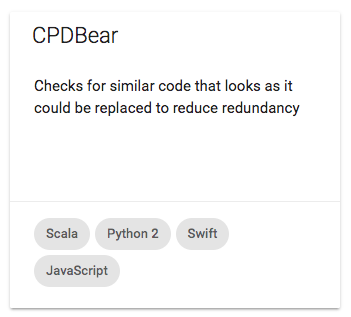 CPDBear
Checks for similar code that looks as it
could be replaced to reduce redundancy
Scala
Python 2
Swift
JavaScript